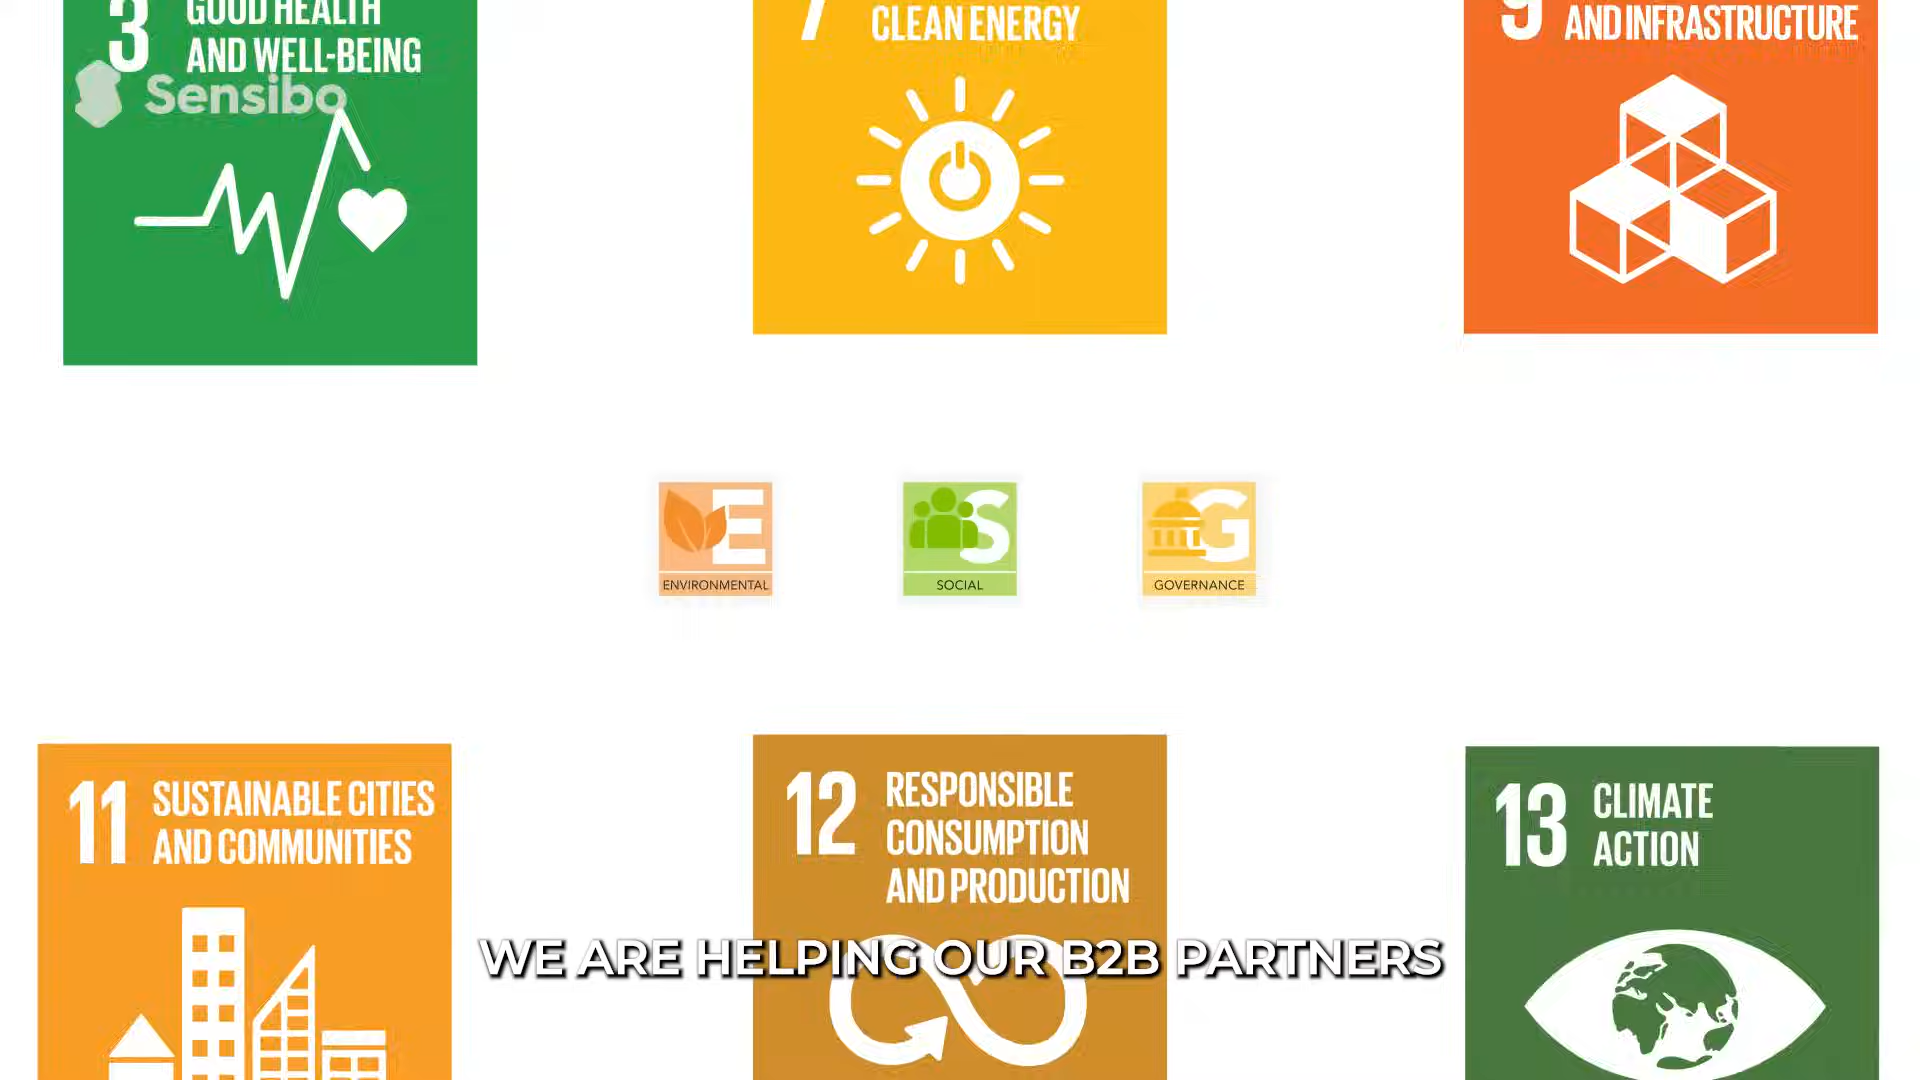 3 GOOD HEALTH
AND WELL-BEING
Sensibo
7
CLEAN ENERGY
9
AND INFRASTRUCTURE
E
ENVIRONMENTAL
S
SOCIAL
G
GOVERNANCE
11 SUSTAINABLE CITIES
AND COMMUNITIES
12 RESPONSIBLE
CONSUMPTION
AND PRODUCTION
13 CLIMATE
ACTION
WE ARE HELPING OUR B2B PARTNERS